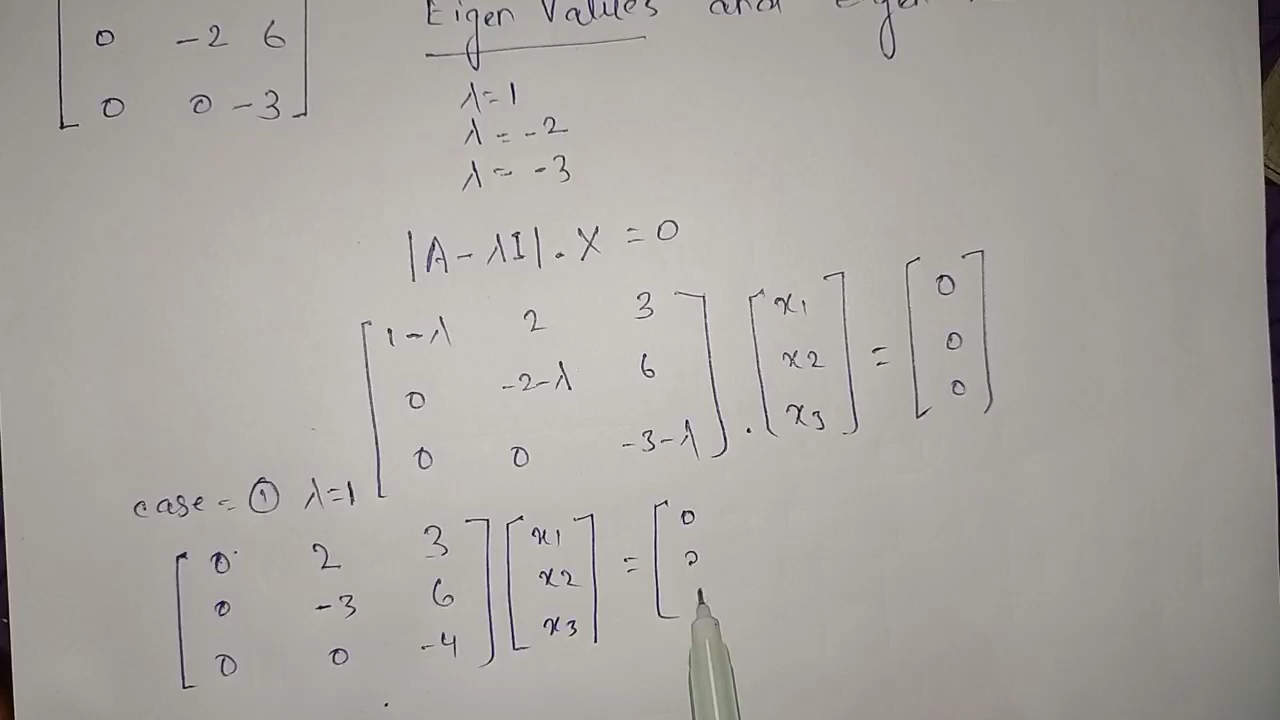 Eigen Values and Eigen
0 -2 6
0 0 -3
λ=1
λ=-2
λ=-3
|A-λI|.X=0
[1-λ 2 3] [x1] [0]
[0 -2-λ 6] . [x2] = [0]
[0 0 -3-λ] [x3] [0]
case=① λ=1
[0 2 3] [x1] [0
[0 -3 6] [x2] = [0
[0 0 -4] [x3] [